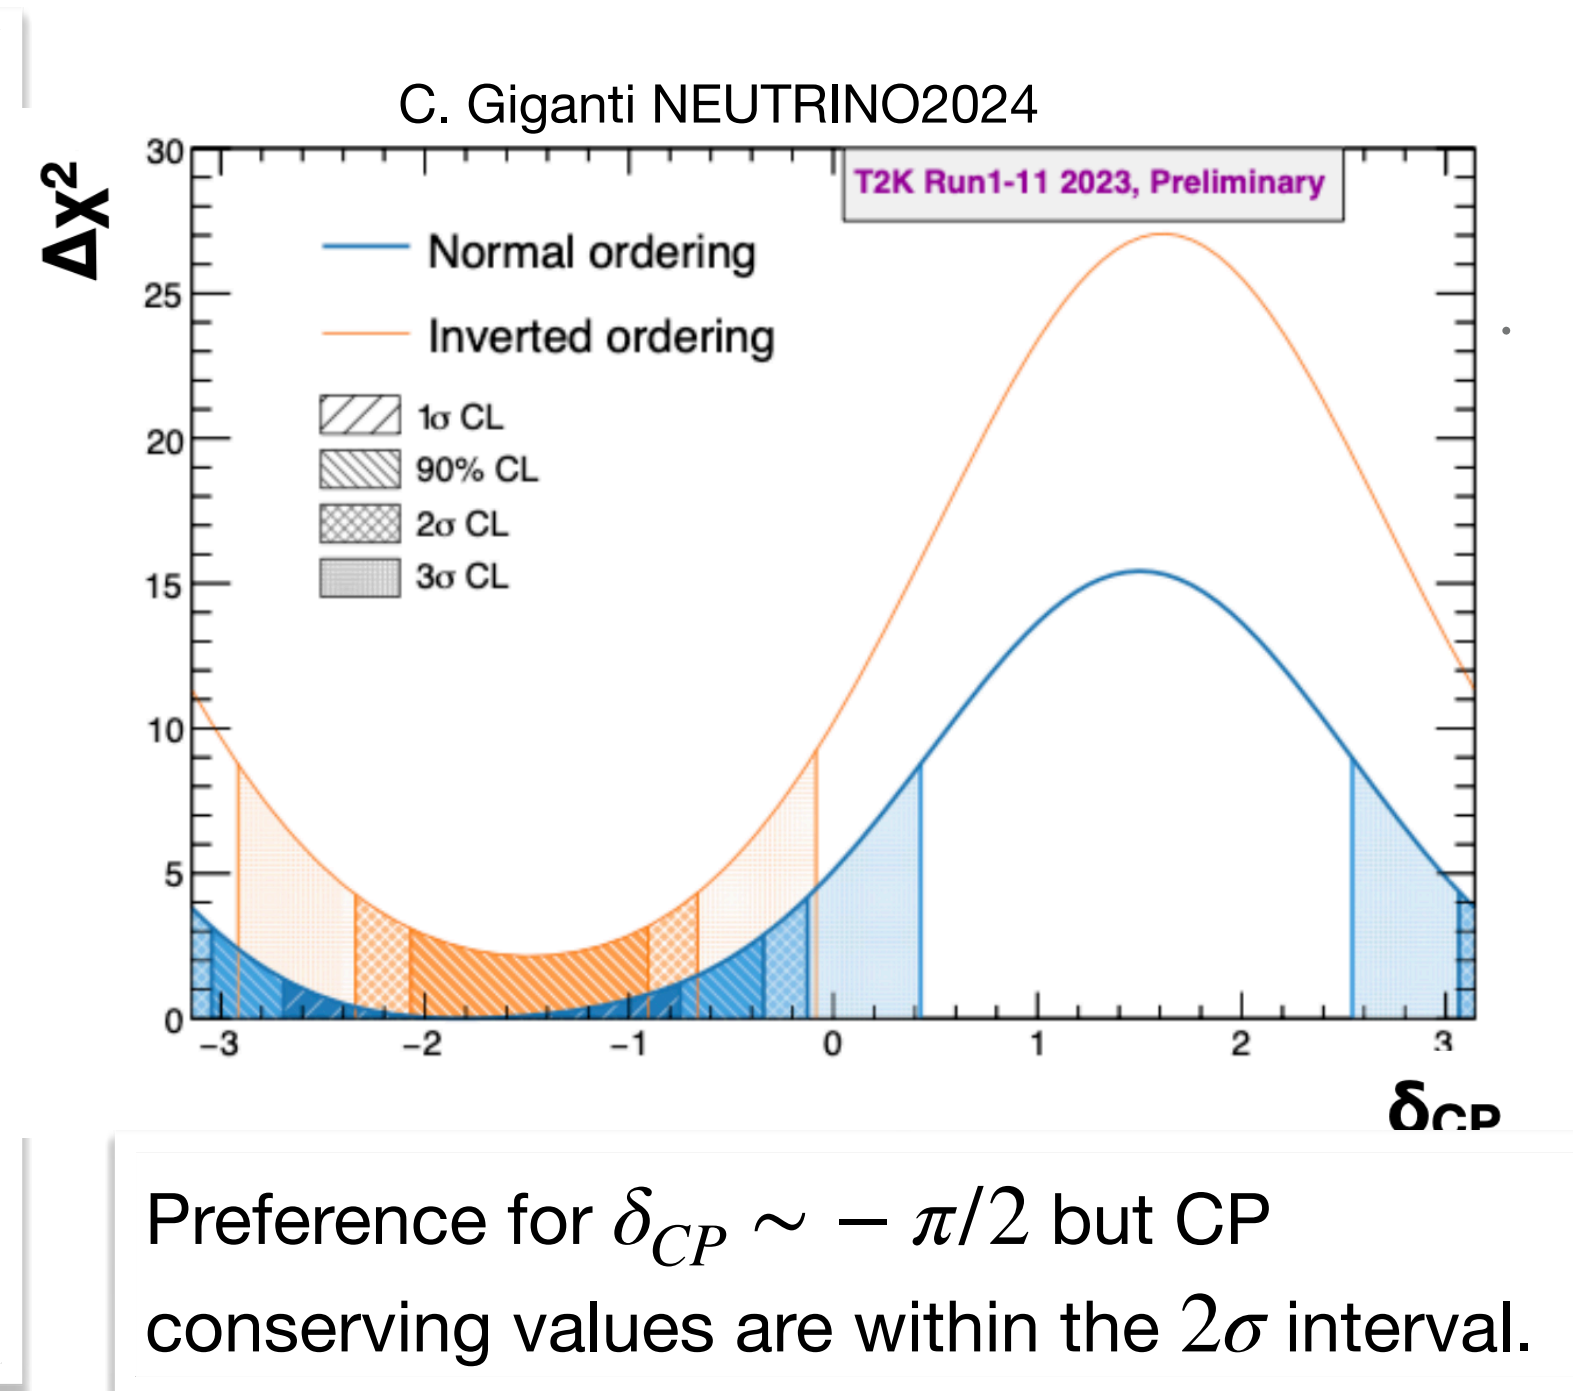 C. Giganti NEUTRINO2024
Δχ²
30
T2K Run1-11 2023, Preliminary
Normal ordering
25
Inverted ordering
1σ CL
20
90% CL
2σ CL
15
3σ CL
10
5
0
−3 −2 −1 0 1 2 3
δCP
Preference for δ_CP ∼ − π/2 but CP
conserving values are within the 2σ interval.